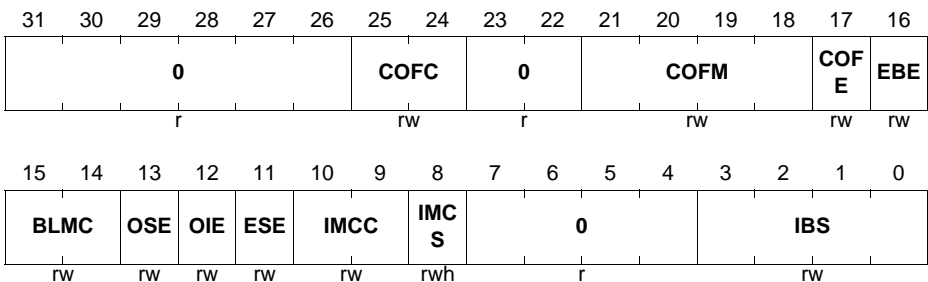 31 30 29 28 27 26 25 24 23 22 21 20 19 18 17 16
0 COFC 0 COFM COF E EBE
r rw r rw rw rw
15 14 13 12 11 10 9 8 7 6 5 4 3 2 1 0
BLMC OSE OIE ESE IMCC IMC S 0 IBS
rw rw rw rw rw rwh r rw